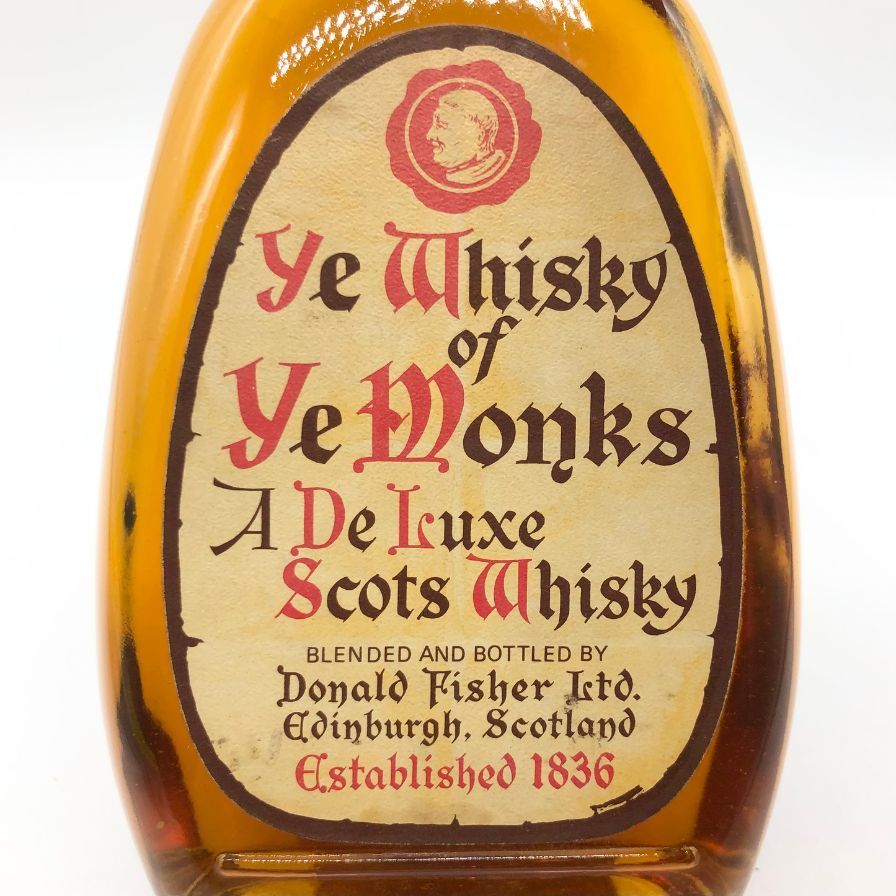 Ye Whisky
of
Ye Monks
A De Luxe
Scots Whisky
BLENDED AND BOTTLED BY
Donald Fisher Ltd.
Edinburgh, Scotland
Established 1836